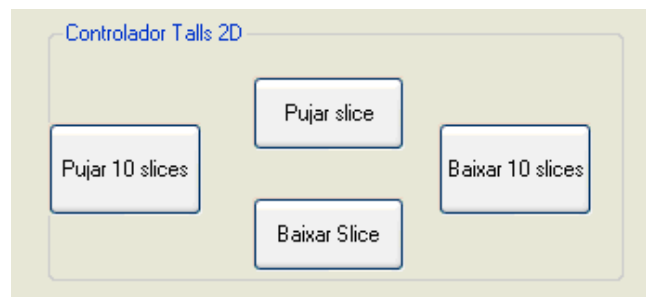 Controlador Talls 2D
Pujar slice
Pujar 10 slices
Baixar 10 slices
Baixar Slice